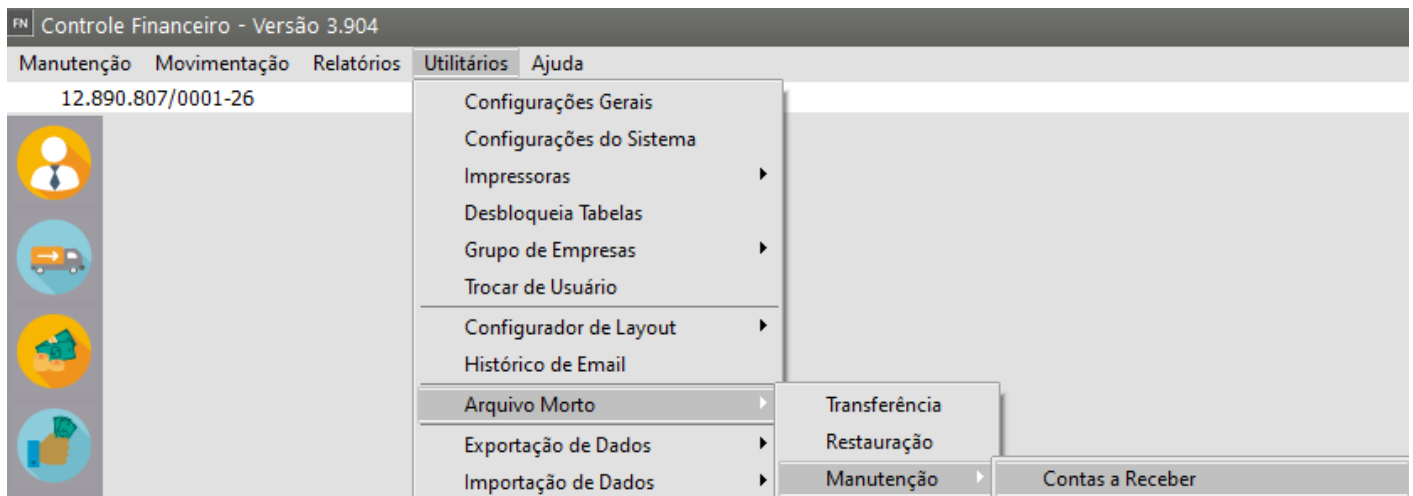 FN Controle Financeiro - Versão 3.904
Manutenção Movimentação Relatórios Utilitários Ajuda
12.890.807/0001-26
Configurações Gerais
Configurações do Sistema
Impressoras
Desbloqueia Tabelas
Grupo de Empresas
Trocar de Usuário
Configurador de Layout
Histórico de Email
Arquivo Morto
Exportação de Dados
Importação de Dados
Transferência
Restauração
Manutenção
Contas a Receber